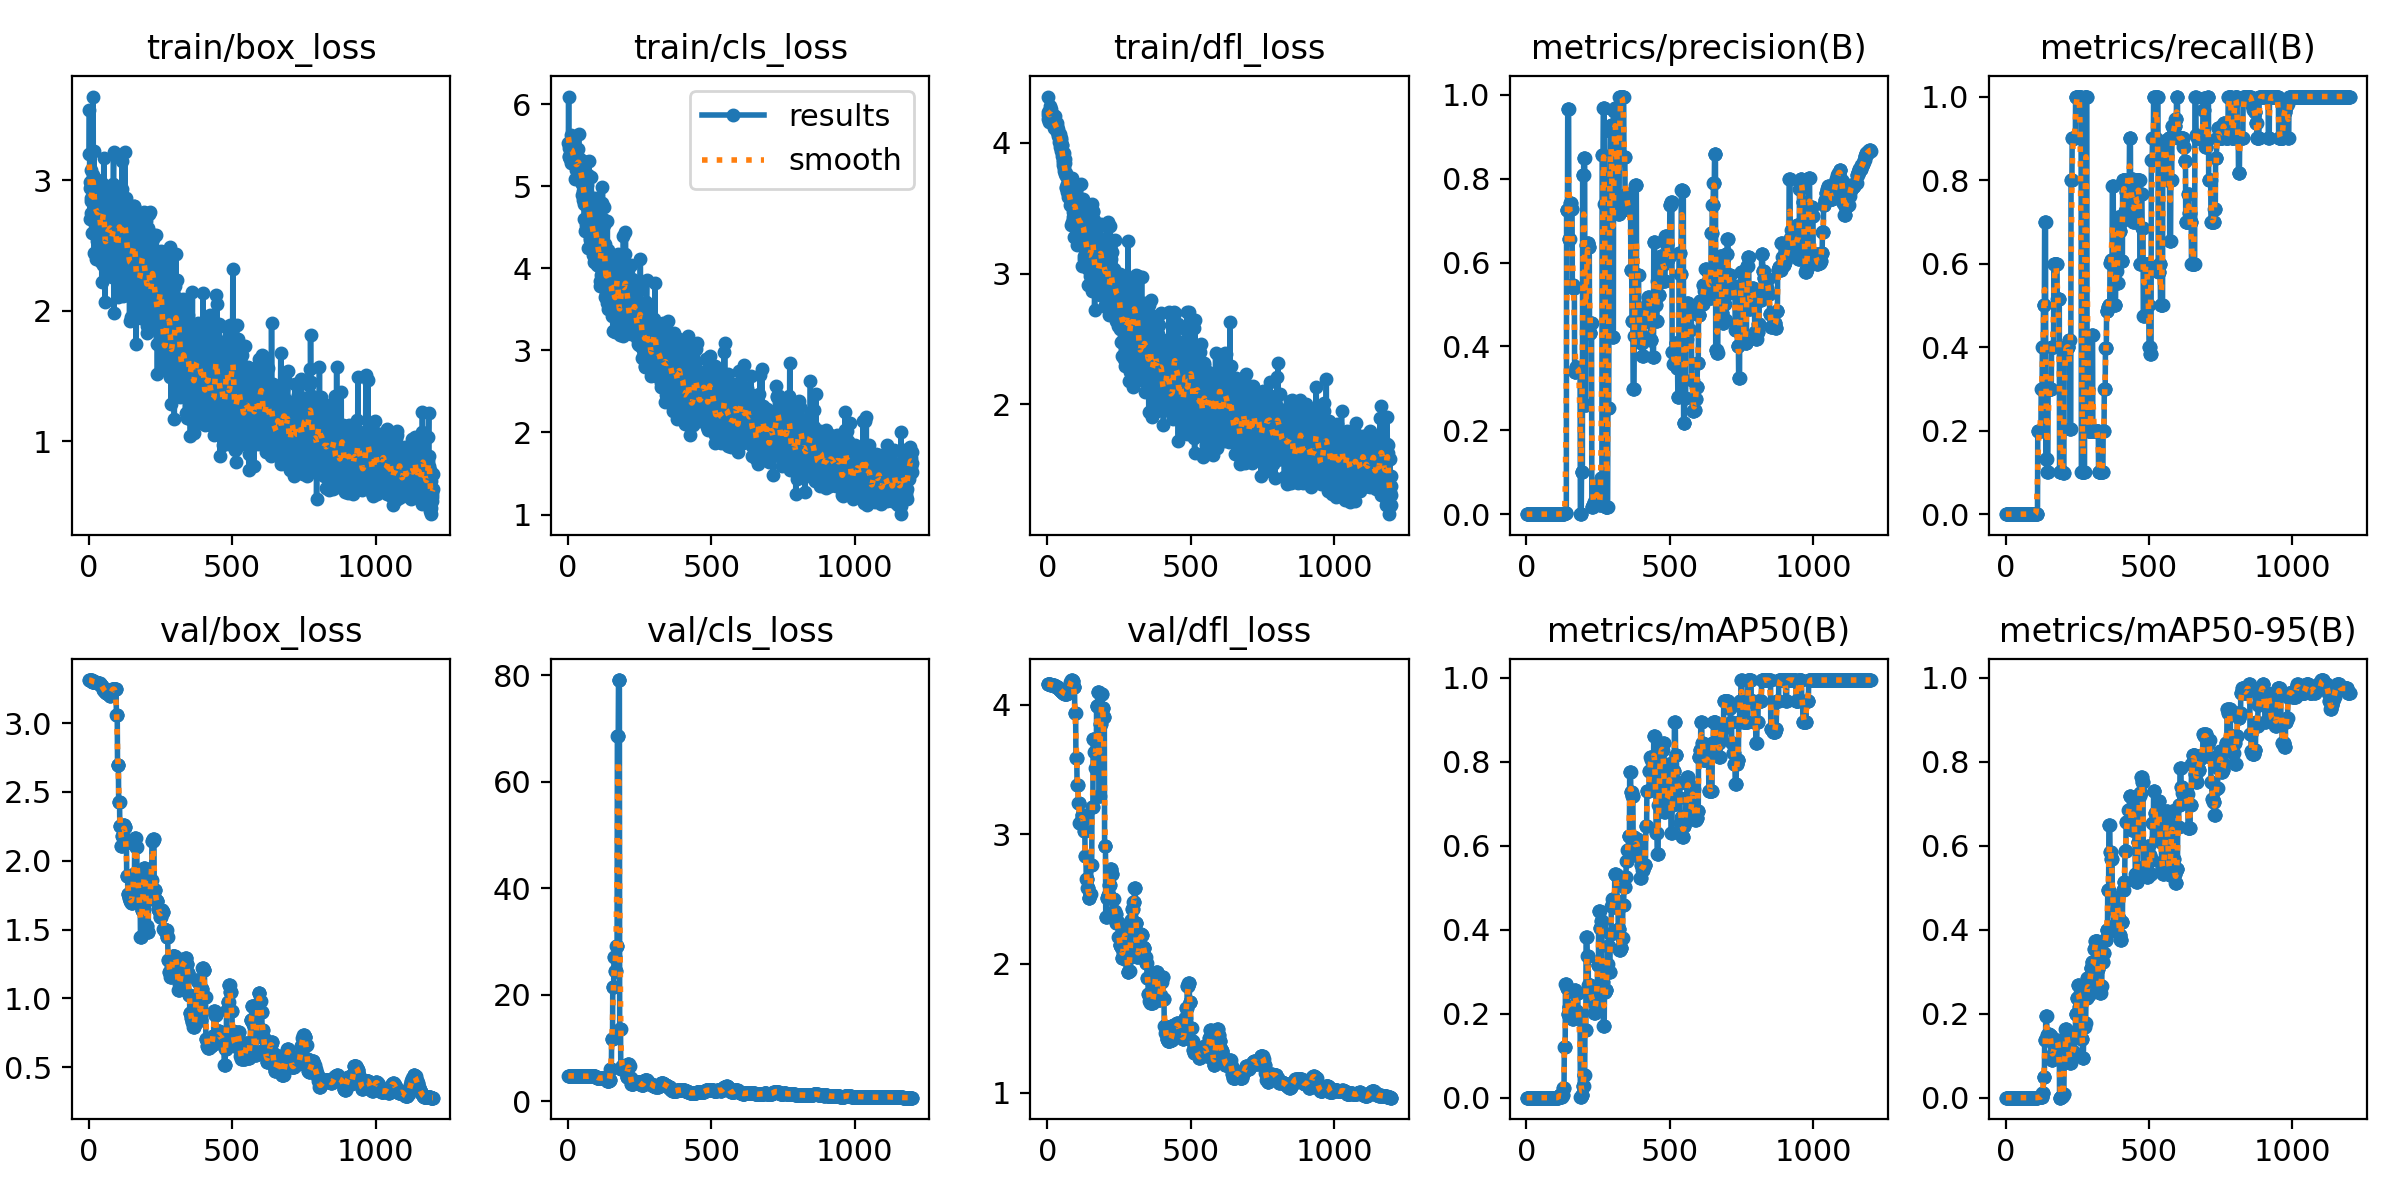 train/box_loss
train/cls_loss
train/dfl_loss
metrics/precision(B)
metrics/recall(B)
3
2
1
0 500 1000
6
5
4
3
2
1
0 500 1000
results
smooth
4
3
2
0 500 1000
1.0
0.8
0.6
0.4
0.2
0.0
0 500 1000
1.0
0.8
0.6
0.4
0.2
0.0
0 500 1000
val/box_loss
val/cls_loss
val/dfl_loss
metrics/mAP50(B)
metrics/mAP50-95(B)
3.0
2.5
2.0
1.5
1.0
0.5
0 500 1000
80
60
40
20
0
0 500 1000
4
3
2
1
0 500 1000
1.0
0.8
0.6
0.4
0.2
0.0
0 500 1000
1.0
0.8
0.6
0.4
0.2
0.0
0 500 1000